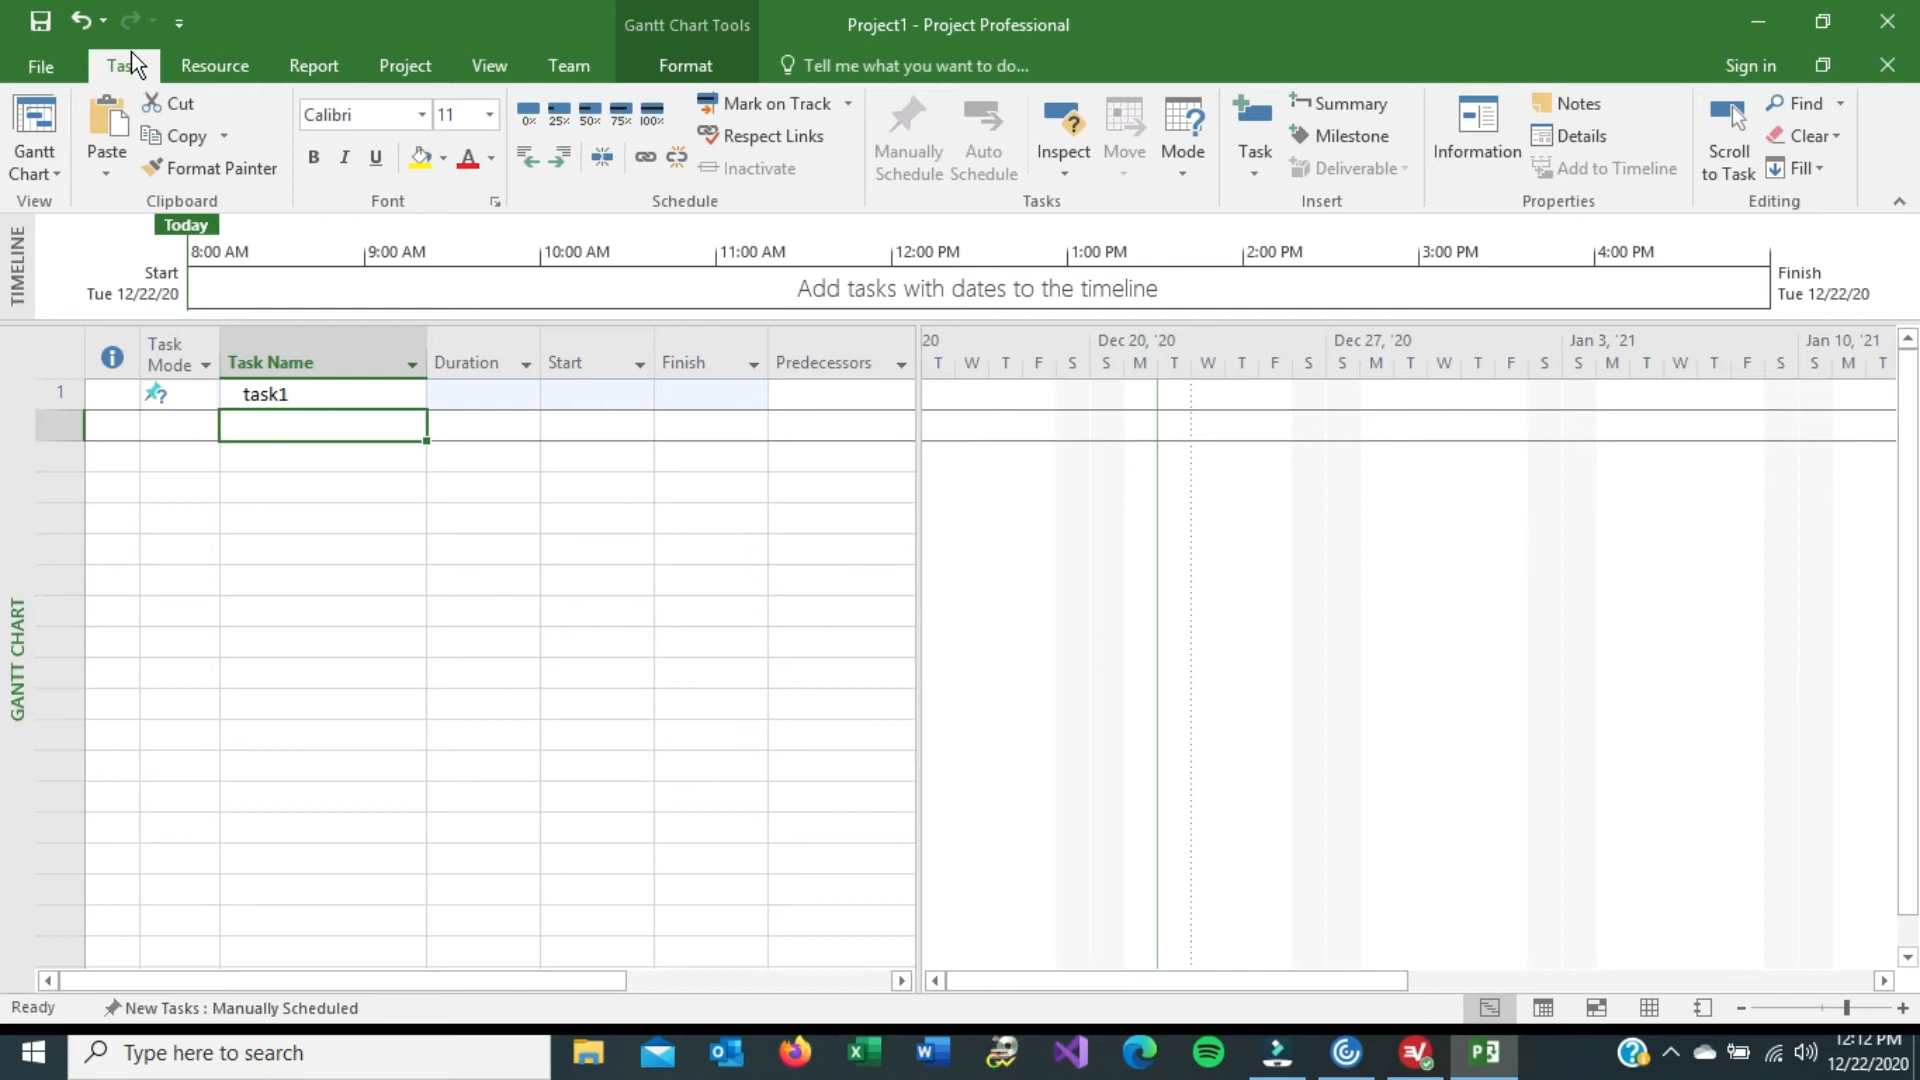 Gantt Chart Tools
Project1 - Project Professional
File
Task
Resource
Report
Project
View
Team
Format
Tell me what you want to do...
Sign in
Gantt
Chart
View
Paste
Cut
Copy
Format Painter
Clipboard
Calibri
11
B I U
A
Font
0% 25% 50% 75% 100%
Mark on Track
Respect Links
Inactivate
Schedule
Manually
Schedule
Auto
Schedule
Inspect
Move
Mode
Tasks
Task
Summary
Milestone
Deliverable
Insert
Information
Notes
Details
Add to Timeline
Properties
Scroll
to Task
Find
Clear
Fill
Editing
TIMELINE
Today
8:00 AM 9:00 AM 10:00 AM 11:00 AM 12:00 PM 1:00 PM 2:00 PM 3:00 PM 4:00 PM
Start
Tue 12/22/20
Add tasks with dates to the timeline
Finish
Tue 12/22/20
Task
Mode
Task Name
Duration
Start
Finish
Predecessors
20 Dec 20, '20 Dec 27, '20 Jan 3, '21 Jan 10, '21
T W T F S S M T W T F S S M T W T F S S M T W T F S S M T
1 task1
GANTT CHART
Ready
New Tasks : Manually Scheduled
Type here to search
12:12 PM
12/22/2020